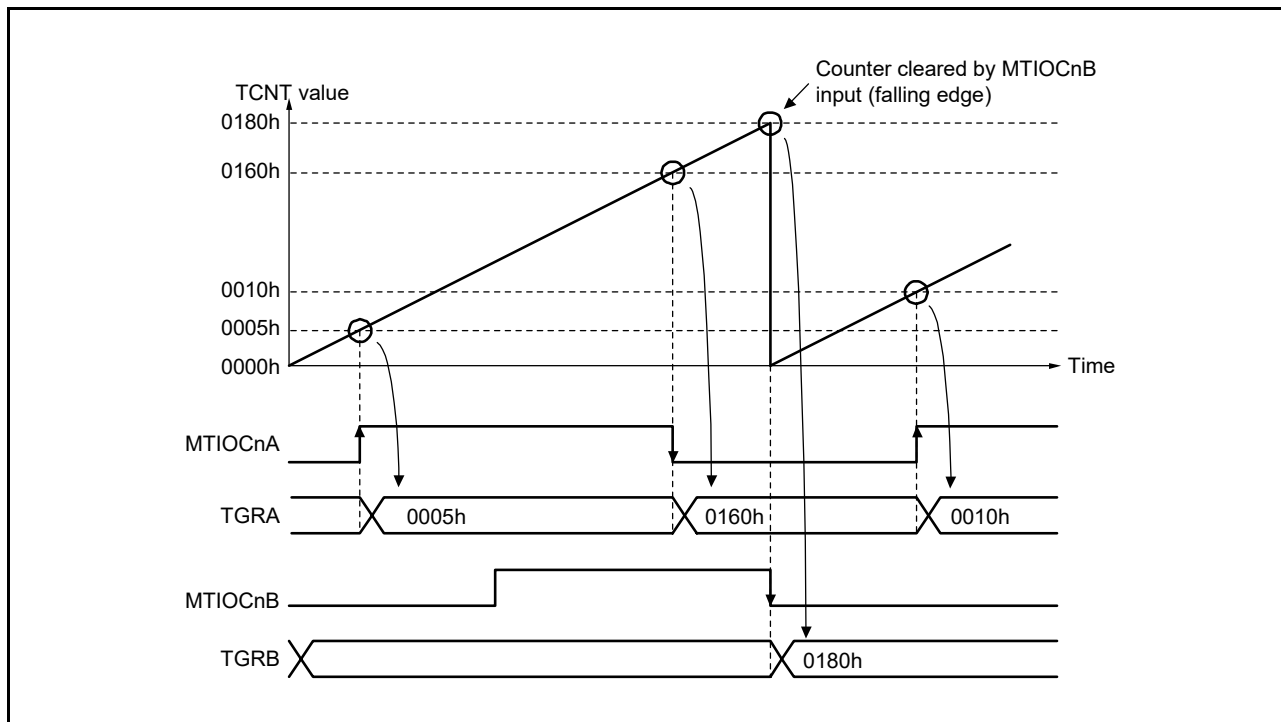 Counter cleared by MTIOCnB
input (falling edge)
TCNT value
0180h
0160h
0010h
0005h
0000h
Time
MTIOCnA
TGRA
0005h
0160h
0010h
MTIOCnB
TGRB
0180h